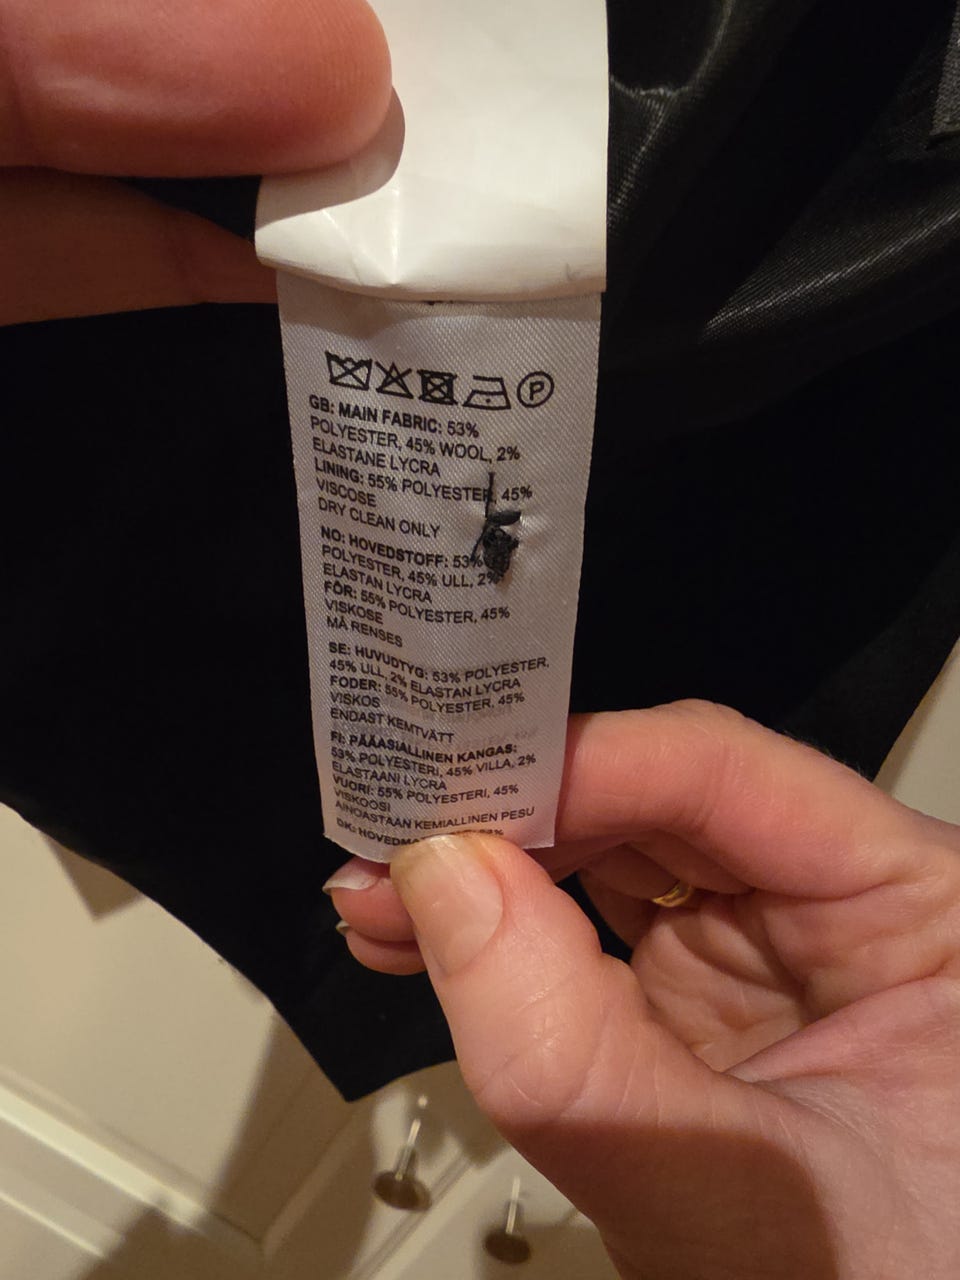 P
GB: MAIN FABRIC: 53%
POLYESTER, 45% WOOL, 2%
ELASTANE LYCRA
LINING: 55% POLYESTER, 45%
VISCOSE
DRY CLEAN ONLY
NO: HOVEDSTOFF: 53%
POLYESTER, 45% ULL, 2%
ELASTAN LYCRA
FÔR: 55% POLYESTER, 45%
VISKOSE
MÅ RENSES
SE: HUVUDTYG: 53% POLYESTER,
45% ULL, 2% ELASTAN LYCRA
FODER: 55% POLYESTER, 45%
VISKOS
ENDAST KEMTVÄTT
FI: PÄÄASIALLINEN KANGAS:
53% POLYESTERI, 45% VILLA, 2%
ELASTAANI LYCRA
VUORI: 55% POLYESTERI, 45%
VISKOOSI
AINOASTAAN KEMIALLINEN PESU
DK: